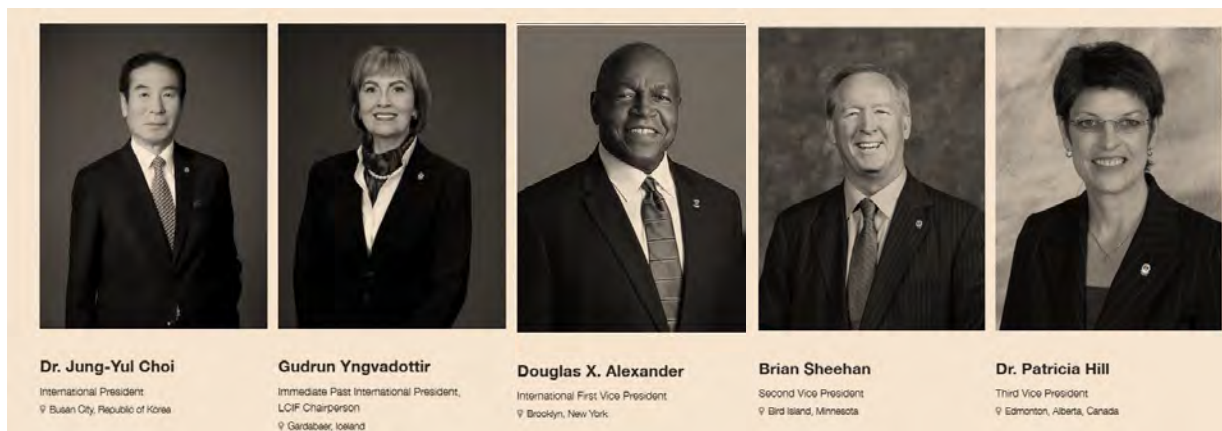 Dr. Jung-Yul Choi
International President
Busan City, Republic of Korea
Gudrun Yngvadottir
Immediate Past International President,
LCIF Chairperson
Gardabaer, Iceland
Douglas X. Alexander
International First Vice President
Brooklyn, New York
Brian Sheehan
Second Vice President
Bird Island, Minnesota
Dr. Patricia Hill
Third Vice President
Edmonton, Alberta, Canada